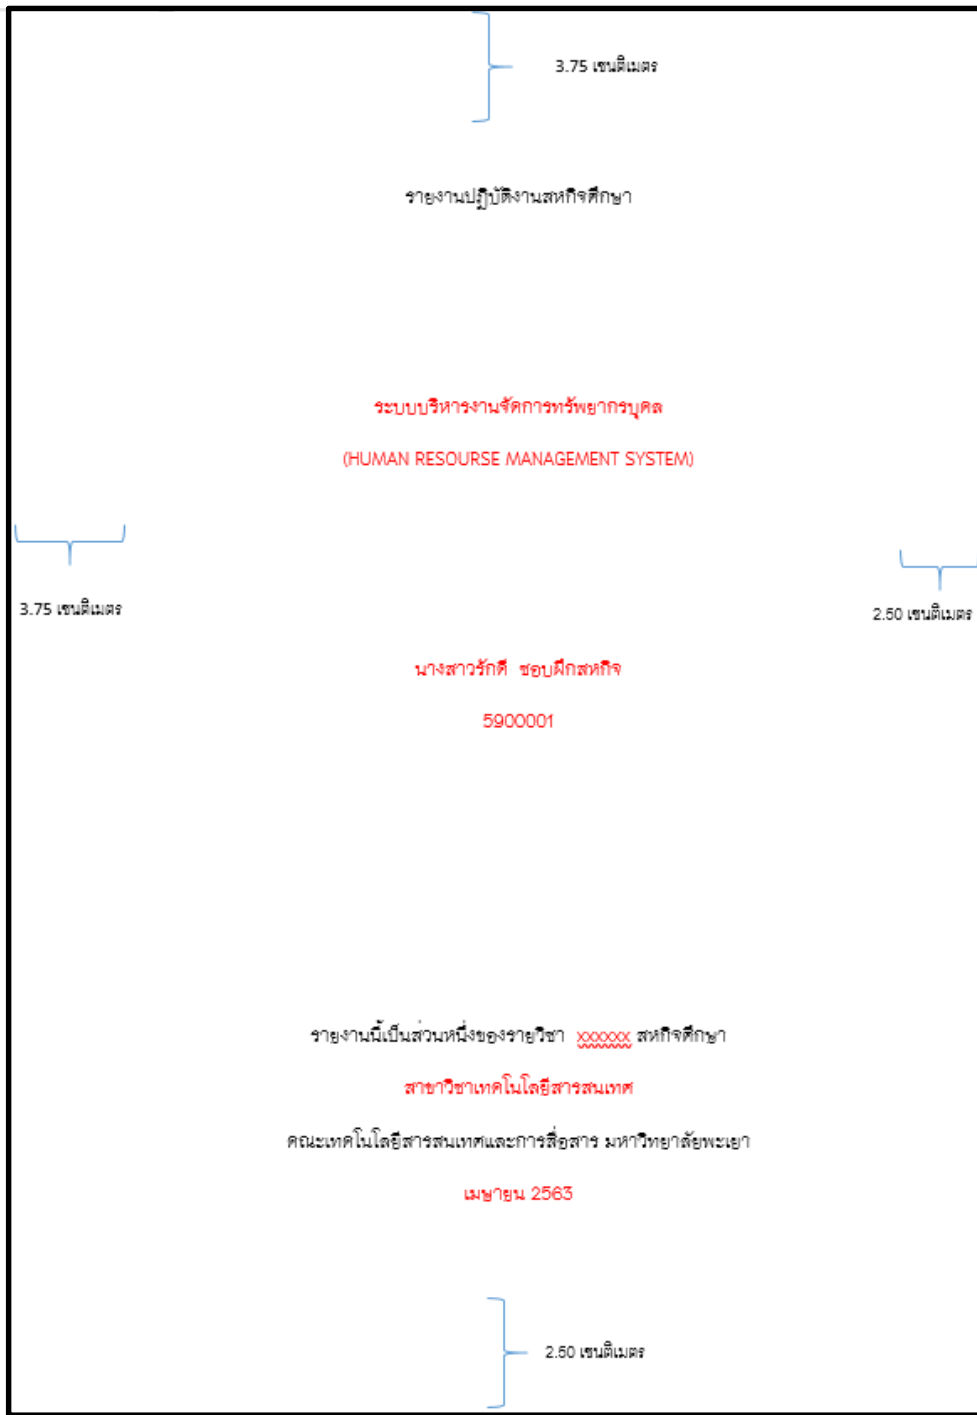 3.75 เซนติเมตร
รายงานปฏิบัติงานสหกิจศึกษา
ระบบบริหารงานจัดการทรัพยากรบุคล
(HUMAN RESOURSE MANAGEMENT SYSTEM)
3.75 เซนติเมตร
2.50 เซนติเมตร
นางสาวรักดี ชอบฝึกสหกิจ
5900001
รายงานนี้เป็นส่วนหนึ่งของรายวิชา xxxxxx สหกิจศึกษา
สาขาวิชาเทคโนโลยีสารสนเทศ
คณะเทคโนโลยีสารสนเทศและการสื่อสาร มหาวิทยาลัยพะเยา
เมษายน 2563
2.50 เซนติเมตร